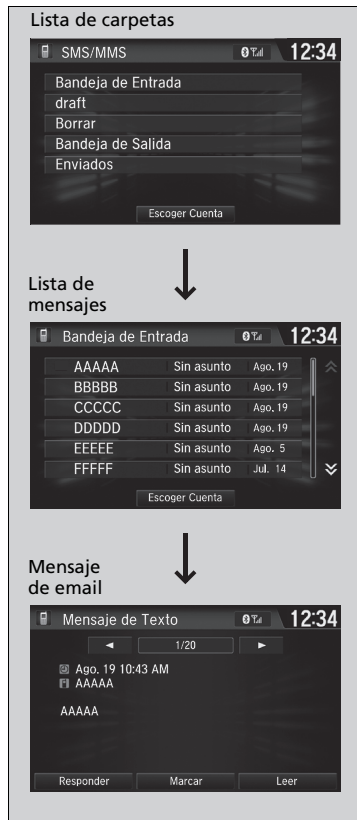 Lista de carpetas
SMS/MMS 12:34
Bandeja de Entrada
draft
Borrar
Bandeja de Salida
Enviados
Escoger Cuenta
Lista de
mensajes
Bandeja de Entrada 12:34
AAAAA Sin asunto Ago. 19
BBBBB Sin asunto Ago. 19
CCCCC Sin asunto Ago. 19
DDDDD Sin asunto Ago. 19
EEEEE Sin asunto Ago. 5
FFFFF Sin asunto Jul. 14
Escoger Cuenta
Mensaje
de email
Mensaje de Texto 12:34
◄ 1/20 ►
Ago. 19 10:43 AM
AAAAA
AAAAA
Responder Marcar Leer